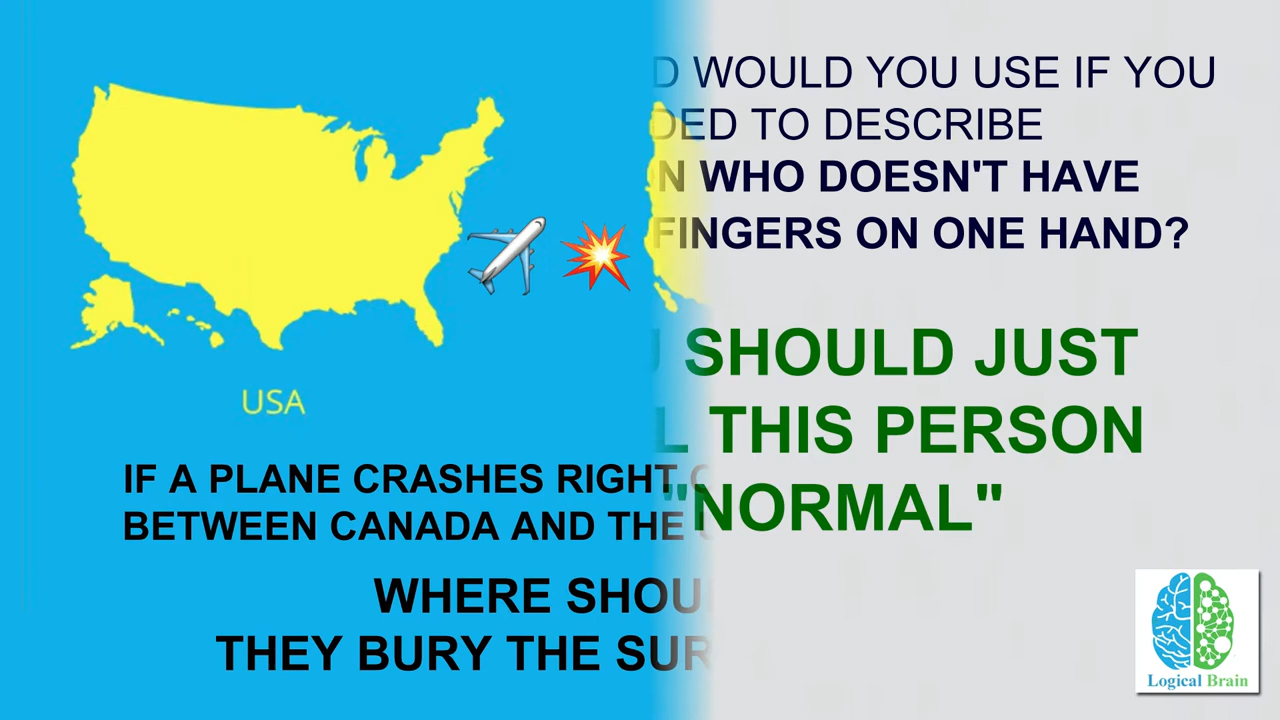 USA
IF A PLANE CRASHES RIGHT
BETWEEN CANADA AND THE
WHERE SHOU
THEY BURY THE SUR
D WOULD YOU USE IF YOU
DED TO DESCRIBE
N WHO DOESN'T HAVE
FINGERS ON ONE HAND?
SHOULD JUST
L THIS PERSON
"NORMAL"
Logical Brain